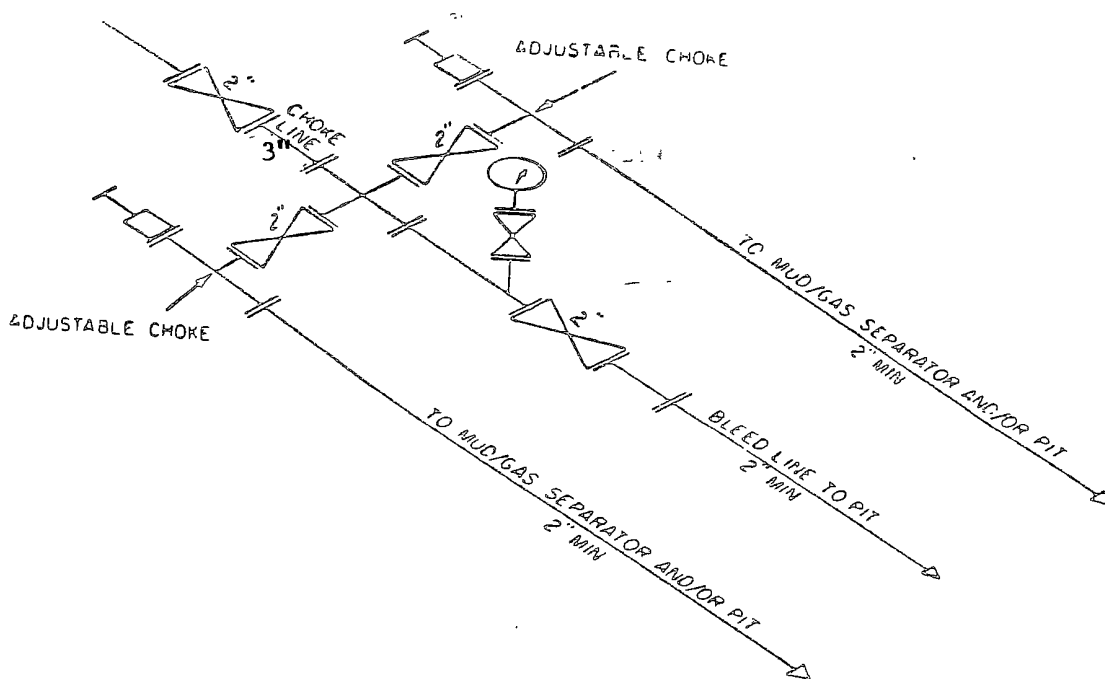 ADJUSTABLE CHOKE
2"
CHOKE
LINE
3"
2"
P
2"
ADJUSTABLE CHOKE
2"
TO MUD/GAS SEPARATOR AND/OR PIT
2" MIN
BLEED LINE TO PIT
2" MIN
TO MUD/GAS SEPARATOR AND/OR PIT
2" MIN